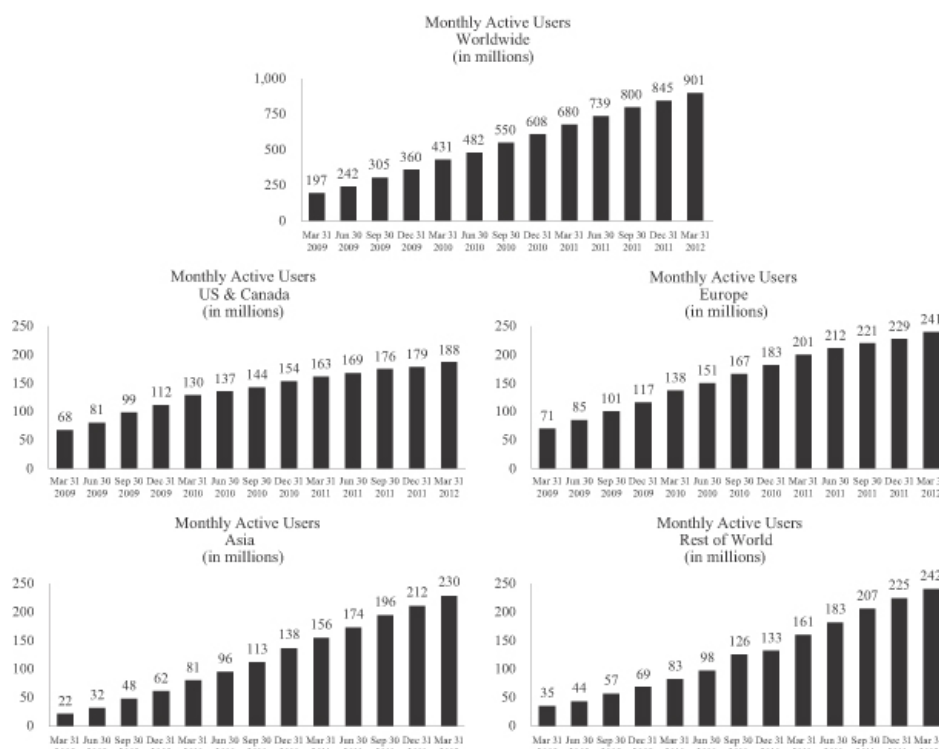 Monthly Active Users
Worldwide
(in millions)
1,000
750
500
250
0
197 242 305 360 431 482 550 608 680 739 800 845 901
Mar 31 Jun 30 Sep 30 Dec 31 Mar 31 Jun 30 Sep 30 Dec 31 Mar 31 Jun 30 Sep 30 Dec 31 Mar 31
2009 2009 2009 2009 2010 2010 2010 2010 2011 2011 2011 2011 2012
Monthly Active Users
US & Canada
(in millions)
250
200
150
100
50
0
68 81 99 112 130 137 144 154 163 169 176 179 188
Mar 31 Jun 30 Sep 30 Dec 31 Mar 31 Jun 30 Sep 30 Dec 31 Mar 31 Jun 30 Sep 30 Dec 31 Mar 31
2009 2009 2009 2009 2010 2010 2010 2010 2011 2011 2011 2011 2012
Monthly Active Users
Europe
(in millions)
250
200
150
100
50
0
71 85 101 117 138 151 167 183 201 212 221 229 241
Mar 31 Jun 30 Sep 30 Dec 31 Mar 31 Jun 30 Sep 30 Dec 31 Mar 31 Jun 30 Sep 30 Dec 31 Mar 3
2009 2009 2009 2009 2010 2010 2010 2010 2011 2011 2011 2011 2012
Monthly Active Users
Asia
(in millions)
250
200
150
100
50
0
22 32 48 62 81 96 113 138 156 174 196 212 230
Mar 31 Jun 30 Sep 30 Dec 31 Mar 31 Jun 30 Sep 30 Dec 31 Mar 31 Jun 30 Sep 30 Dec 31 Mar 31
Monthly Active Users
Rest of World
(in millions)
250
200
150
100
50
0
35 44 57 69 83 98 126 133 161 183 207 225 242
Mar 31 Jun 30 Sep 30 Dec 31 Mar 31 Jun 30 Sep 30 Dec 31 Mar 31 Jun 30 Sep 30 Dec 31 Mar 3